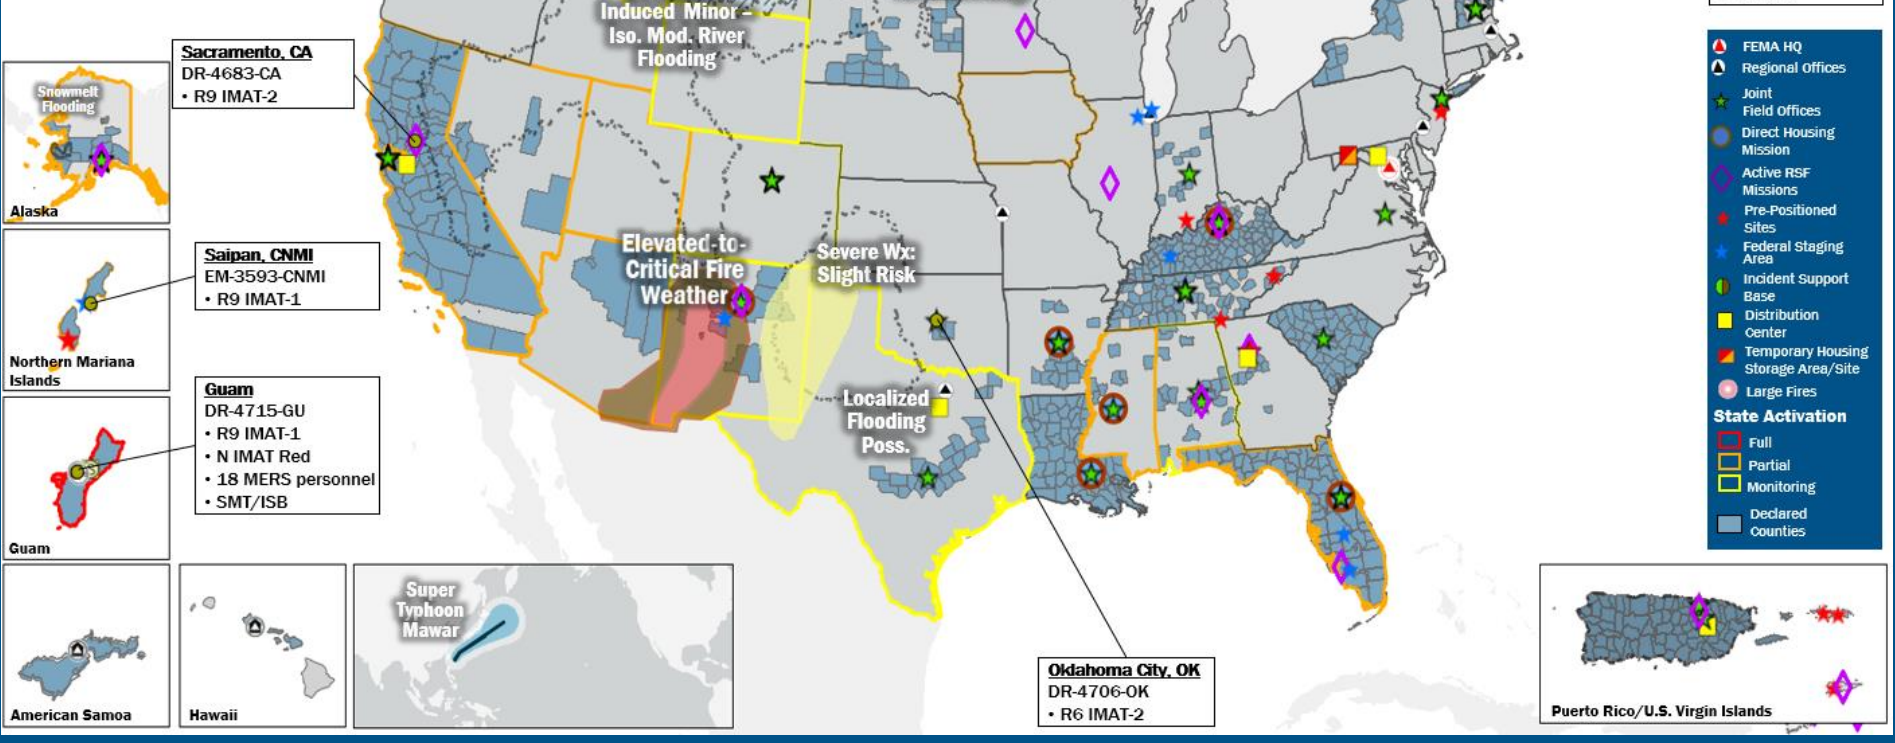 Induced Minor –
Iso. Mod. River
Flooding
Sacramento, CA
DR-4683-CA
• R9 IMAT-2
Snowmelt
Flooding
Alaska
Saipan, CNMI
EM-3593-CNMI
• R9 IMAT-1
Northern Mariana
Islands
Guam
DR-4715-GU
• R9 IMAT-1
• N IMAT Red
• 18 MERS personnel
• SMT/ISB
Guam
American Samoa
Hawaii
Super
Typhoon
Mawar
Elevated-to-
Critical Fire
Weather
Severe Wx:
Slight Risk
Localized
Flooding
Poss.
Oklahoma City, OK
DR-4706-OK
• R6 IMAT-2
FEMA HQ
Regional Offices
Joint
Field Offices
Direct Housing
Mission
Active RSF
Missions
Pre-Positioned
Sites
Federal Staging
Area
Incident Support
Base
Distribution
Center
Temporary Housing
Storage Area/Site
Large Fires
State Activation
Full
Partial
Monitoring
Declared
Counties
Puerto Rico/U.S. Virgin Islands